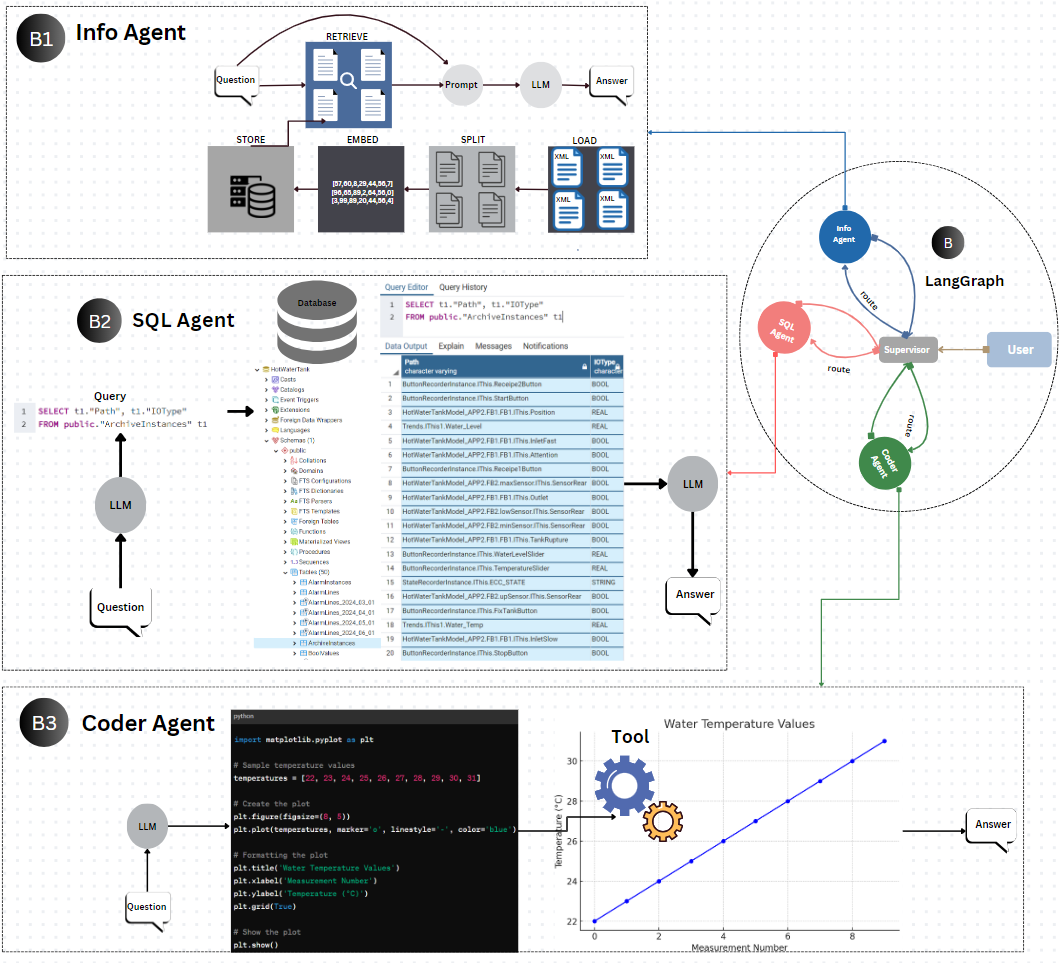 B1
Info Agent
RETRIEVE
Question
Prompt
LLM
Answer
STORE
EMBED
SPLIT
LOAD
[57,60,8,29,44,56,7]
[96,65,89,2,64,56,0]
[3,99,89,20,44,56,4]
XML
XML
XML
XML
B
LangGraph
Info
Agent
route
SQL
Agent
route
Supervisor
User
route
Coder
Agent
B2
SQL Agent
Database
Query Editor Query History
1 SELECT t1."Path", t1."IOType"
2 FROM public."ArchiveInstances" t1
Data Output Explain Messages Notifications
Path
character varying
IOType
character
1 ButtonRecorderInstance.IThis.Receipe2Button BOOL
2 ButtonRecorderInstance.IThis.StartButton BOOL
3 HotWaterTankModel_APP2.FB1.FB1.IThis.Position REAL
4 Trends.IThis1.Water_Level REAL
5 HotWaterTankModel_APP2.FB1.FB1.IThis.InletFast BOOL
6 HotWaterTankModel_APP2.FB1.FB1.IThis.Attention BOOL
7 ButtonRecorderInstance.IThis.Receipe1Button BOOL
8 HotWaterTankModel_APP2.FB2.maxSensor.IThis.SensorRear BOOL
9 HotWaterTankModel_APP2.FB1.FB1.IThis.Outlet BOOL
10 HotWaterTankModel_APP2.FB2.lowSensor.IThis.SensorRear BOOL
11 HotWaterTankModel_APP2.FB2.minSensor.IThis.SensorRear BOOL
12 HotWaterTankModel_APP2.FB1.FB1.IThis.TankRupture BOOL
13 ButtonRecorderInstance.IThis.WaterLevelSlider REAL
14 ButtonRecorderInstance.IThis.TemperatureSlider REAL
15 StateRecorderInstance.IThis.ECC_STATE STRING
16 HotWaterTankModel_APP2.FB2.upSensor.IThis.SensorRear BOOL
17 ButtonRecorderInstance.IThis.FixTankButton BOOL
18 Trends.IThis1.Water_Temp REAL
19 HotWaterTankModel_APP2.FB1.FB1.IThis.InletSlow BOOL
20 ButtonRecorderInstance.IThis.StopButton BOOL
HotWaterTank
Casts
Catalogs
Event Triggers
Extensions
Foreign Data Wrappers
Languages
Schemas (1)
public
Collations
Domains
FTS Configurations
FTS Dictionaries
FTS Parsers
FTS Templates
Foreign Tables
Functions
Materialized Views
Procedures
Sequences
Tables (50)
AlarmInstances
AlarmLines
AlarmLines_2024_03_01
AlarmLines_2024_04_01
AlarmLines_2024_05_01
AlarmLines_2024_06_01
ArchiveInstances
BoolValues
Query
1 SELECT t1."Path", t1."IOType"
2 FROM public."ArchiveInstances" t1
LLM
Question
LLM
Answer
B3
Coder Agent
LLM
Question
python
import matplotlib.pyplot as plt
# Sample temperature values
temperatures = [22, 23, 24, 25, 26, 27, 28, 29, 30, 31]
# Create the plot
plt.figure(figsize=(8, 5))
plt.plot(temperatures, marker='o', linestyle='-', color='blue')
# Formatting the plot
plt.title('Water Temperature Values')
plt.xlabel('Measurement Number')
plt.ylabel('Temperature (°C)')
plt.grid(True)
# Show the plot
plt.show()
Tool
Water Temperature Values
Temperature (°C)
30
28
26
24
22
0 2 4 6 8
Measurement Number
Answer